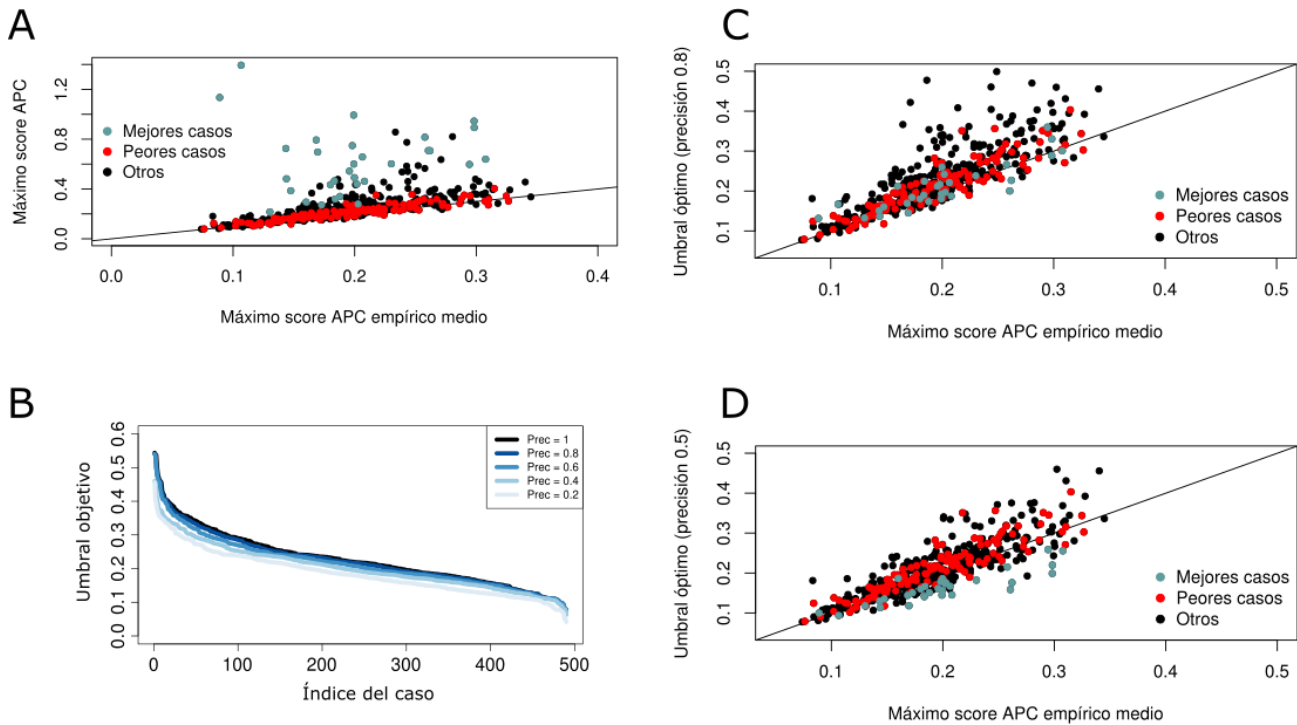 A
Máximo score APC
1.2
0.8
0.4
0.0
Mejores casos
Peores casos
Otros
0.0 0.1 0.2 0.3 0.4
Máximo score APC empírico medio
B
Umbral objetivo
0.6
0.5
0.4
0.3
0.2
0.1
0.0
Prec = 1
Prec = 0.8
Prec = 0.6
Prec = 0.4
Prec = 0.2
0 100 200 300 400 500
Índice del caso
C
Umbral óptimo (precisión 0.8)
0.5
0.4
0.3
0.2
0.1
Mejores casos
Peores casos
Otros
0.1 0.2 0.3 0.4 0.5
Máximo score APC empírico medio
D
Umbral óptimo (precisión 0.5)
0.5
0.4
0.3
0.2
0.1
Mejores casos
Peores casos
Otros
0.1 0.2 0.3 0.4 0.5
Máximo score APC empírico medio